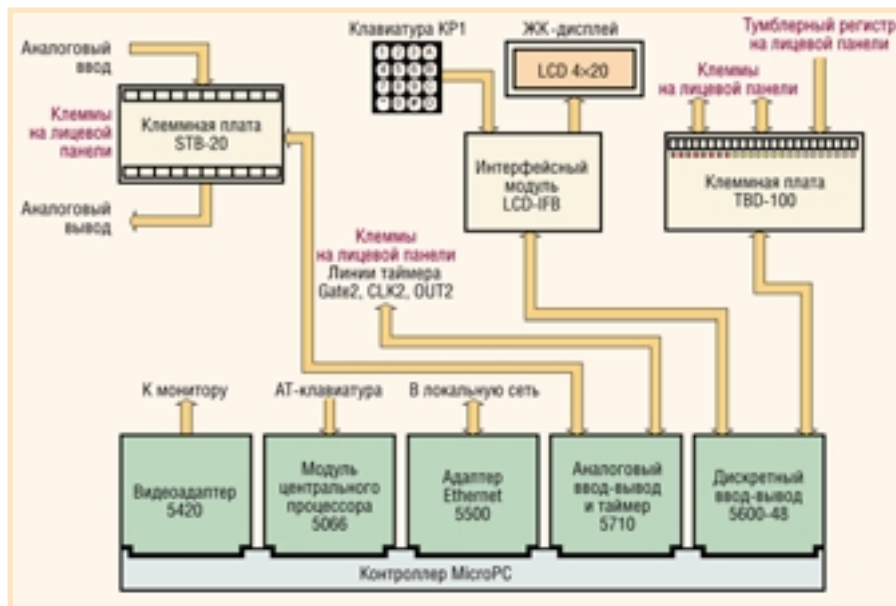 Аналоговый
ввод
Клеммы
на лицевой
панели
Клеммная плата
STB-20
Аналоговый
вывод
Клавиатура KP1
ЖК-дисплей
LCD 4×20
Интерфейсный
модуль
LCD-IFB
Тумблерный регистр
на лицевой панели
Клеммы
на лицевой панели
Клеммная плата
TBD-100
Клеммы
на лицевой панели
Линии таймера
Gate2, CLK2, OUT2
К монитору
АТ-клавиатура
В локальную сеть
Видеоадаптер
5420
Модуль
центрального
процессора
5066
Адаптер
Ethernet
5500
Аналоговый
ввод-вывод
и таймер
5710
Дискретный
ввод-вывод
5600-48
Контроллер MicroPC